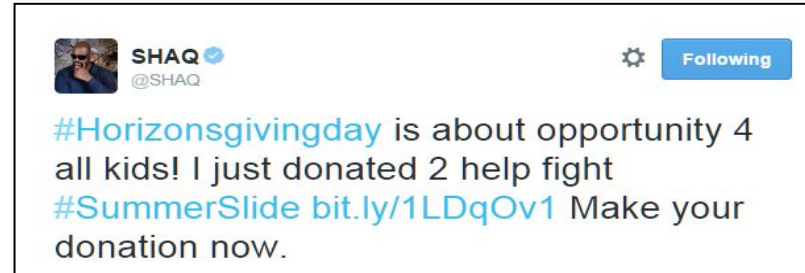 SHAQ
@SHAQ
Following
#Horizonsgivingday is about opportunity 4
all kids! I just donated 2 help fight
#SummerSlide bit.ly/1LDqOv1 Make your
donation now.